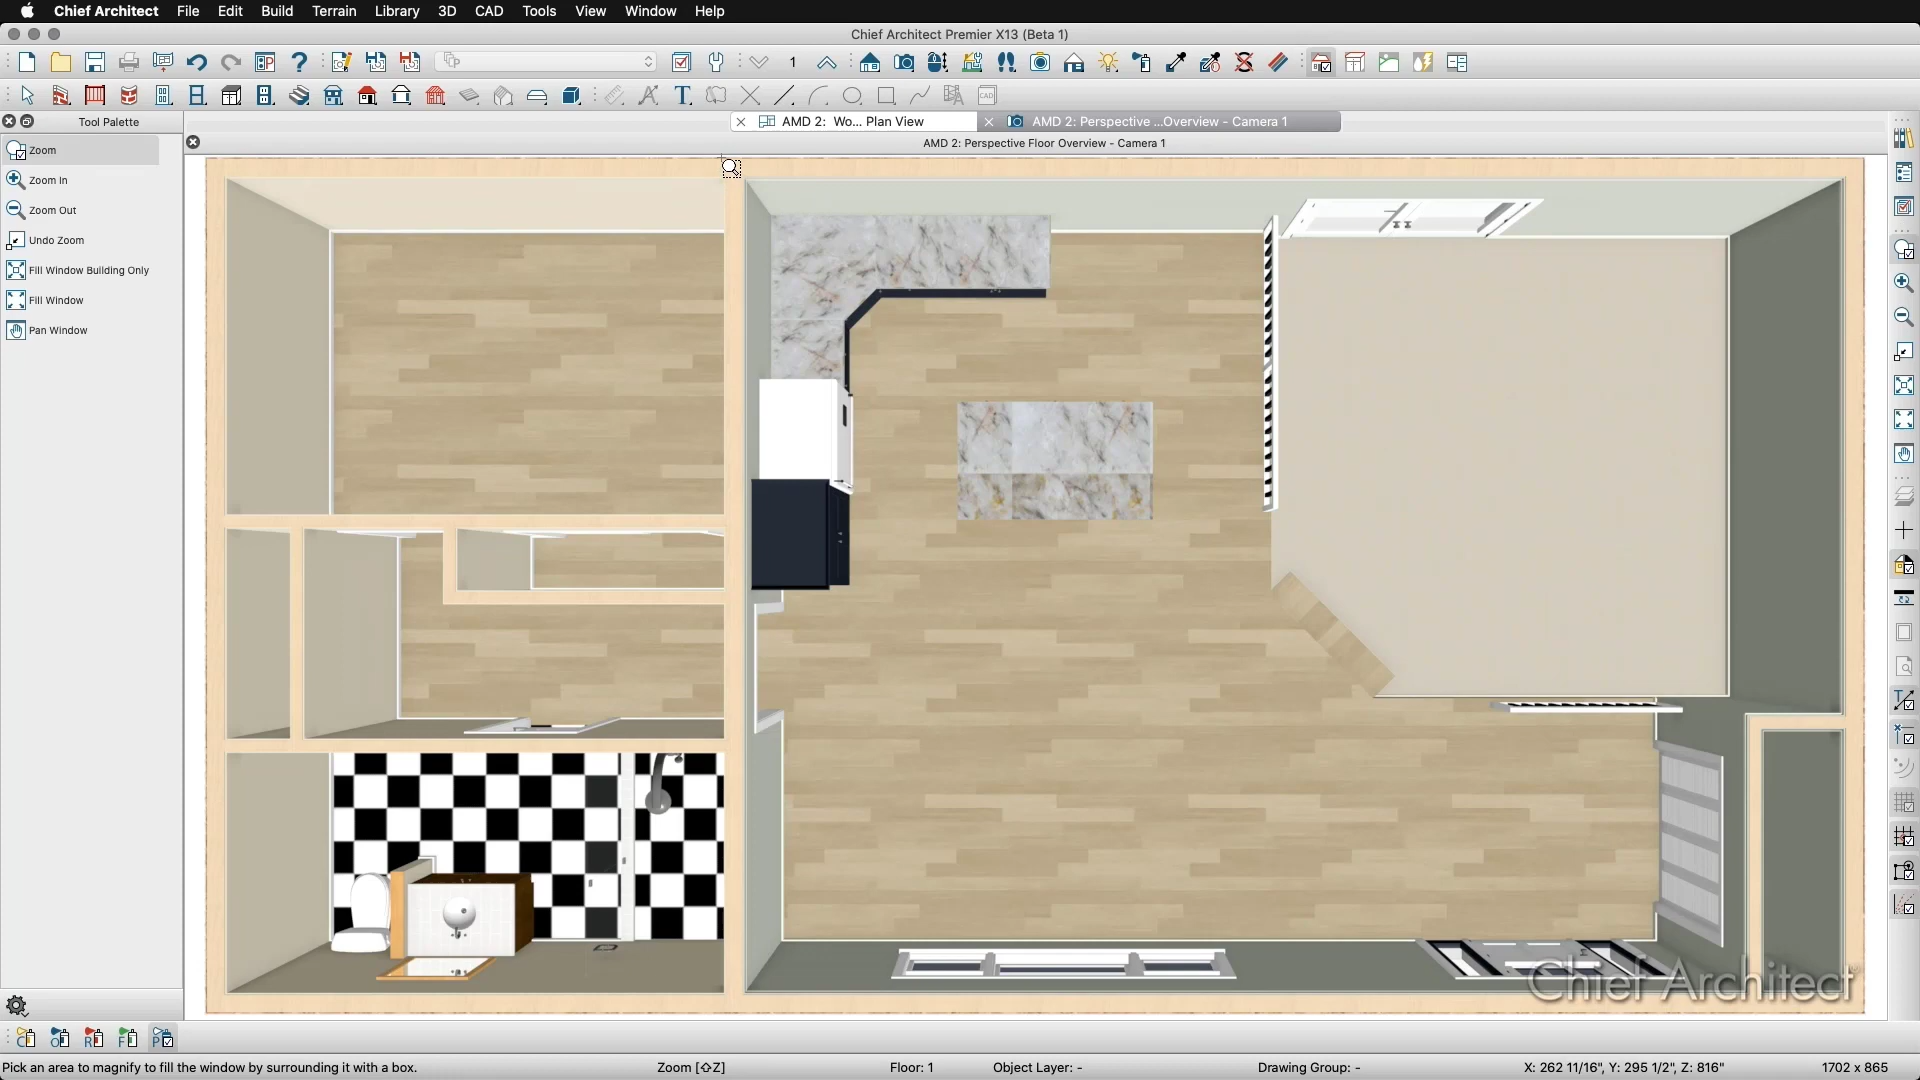 Chief Architect File Edit Build Terrain Library 3D CAD Tools View Window Help
Chief Architect Premier X13 (Beta 1)
1
T
CAD
Tool Palette
AMD 2: Wo... Plan View
AMD 2: Perspective ...Overview - Camera 1
AMD 2: Perspective Floor Overview - Camera 1
Zoom
Zoom In
Zoom Out
Undo Zoom
Fill Window Building Only
Fill Window
Pan Window
Chief Architect
C O R F P
Pick an area to magnify to fill the window by surrounding it with a box.
Zoom [⇧Z]
Floor: 1
Object Layer: -
Drawing Group: -
X: 262 11/16", Y: 295 1/2", Z: 816"
1702 x 865